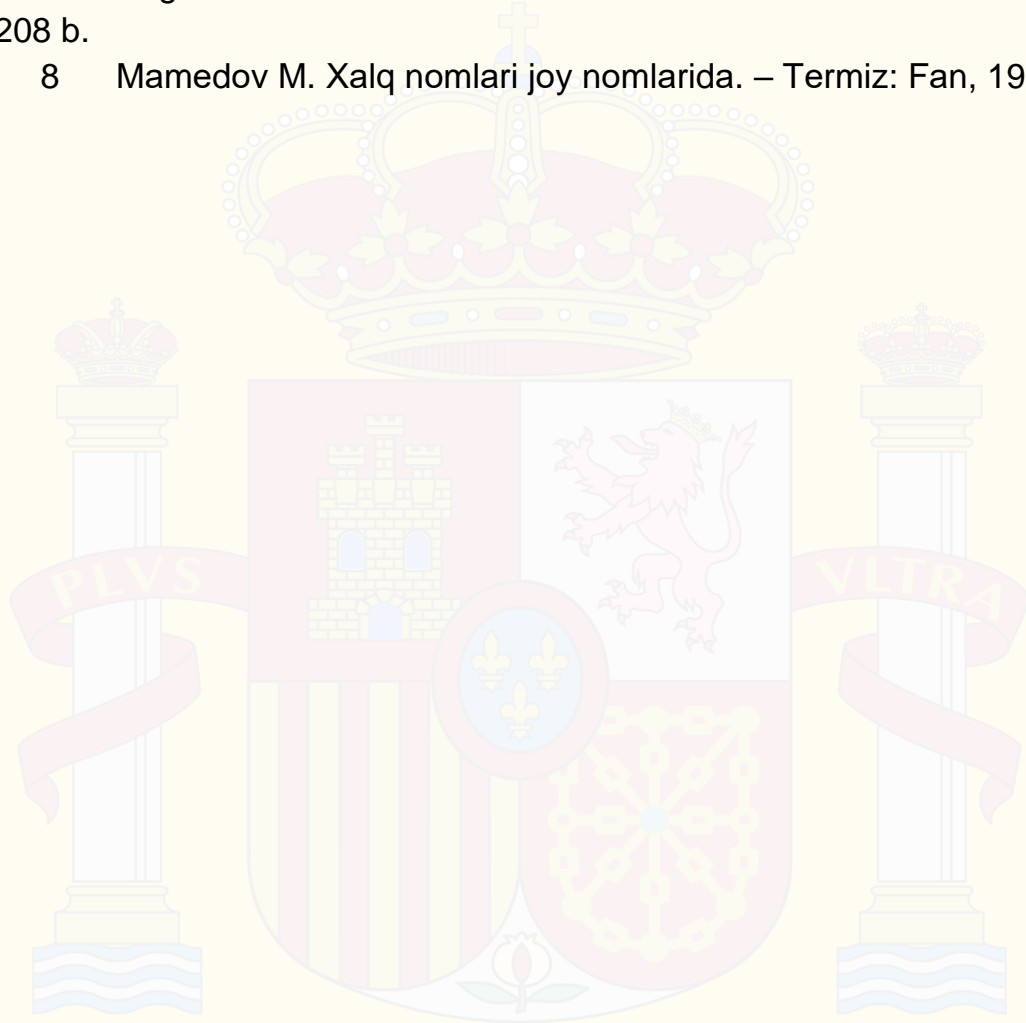 208 b.
8 Mamedov M. Xalq nomlari joy nomlarida. – Termiz: Fan, 19
PLVS VLTRA